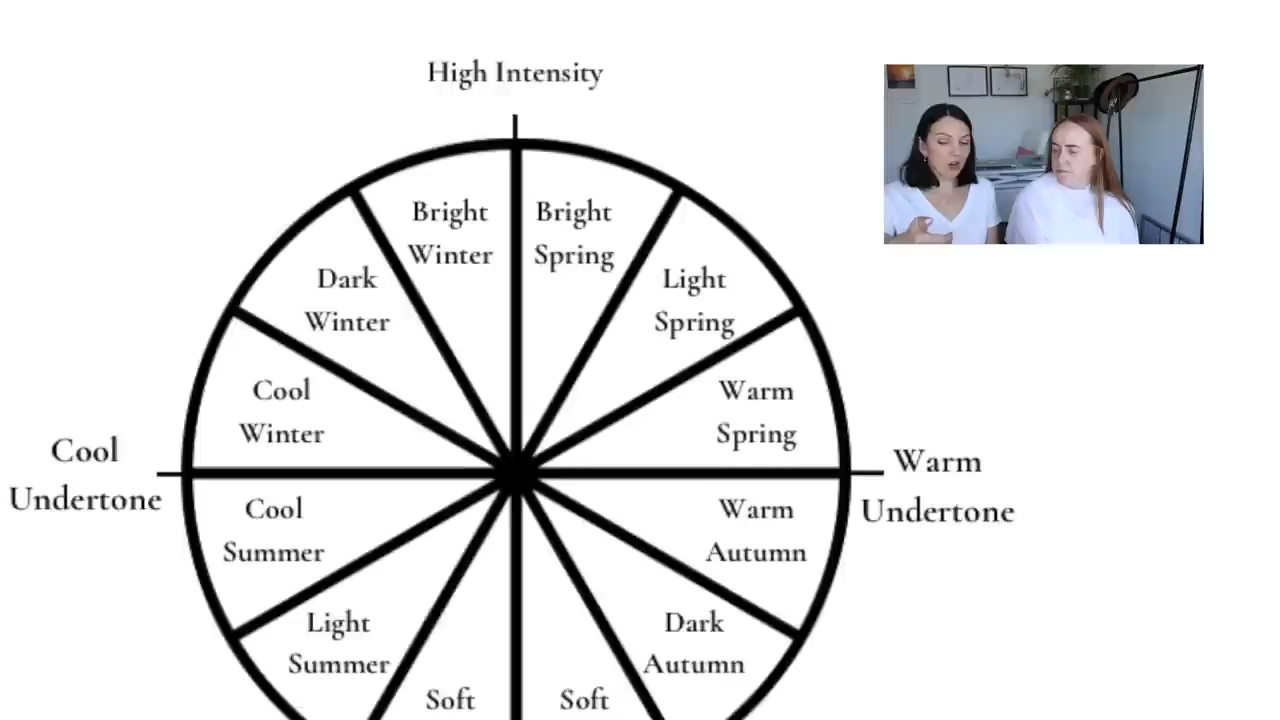 High Intensity
Bright
Winter
Bright
Spring
Dark
Winter
Light
Spring
Cool
Winter
Warm
Spring
Cool
Undertone
Warm
Undertone
Cool
Summer
Warm
Autumn
Light
Summer
Dark
Autumn
Soft
Soft